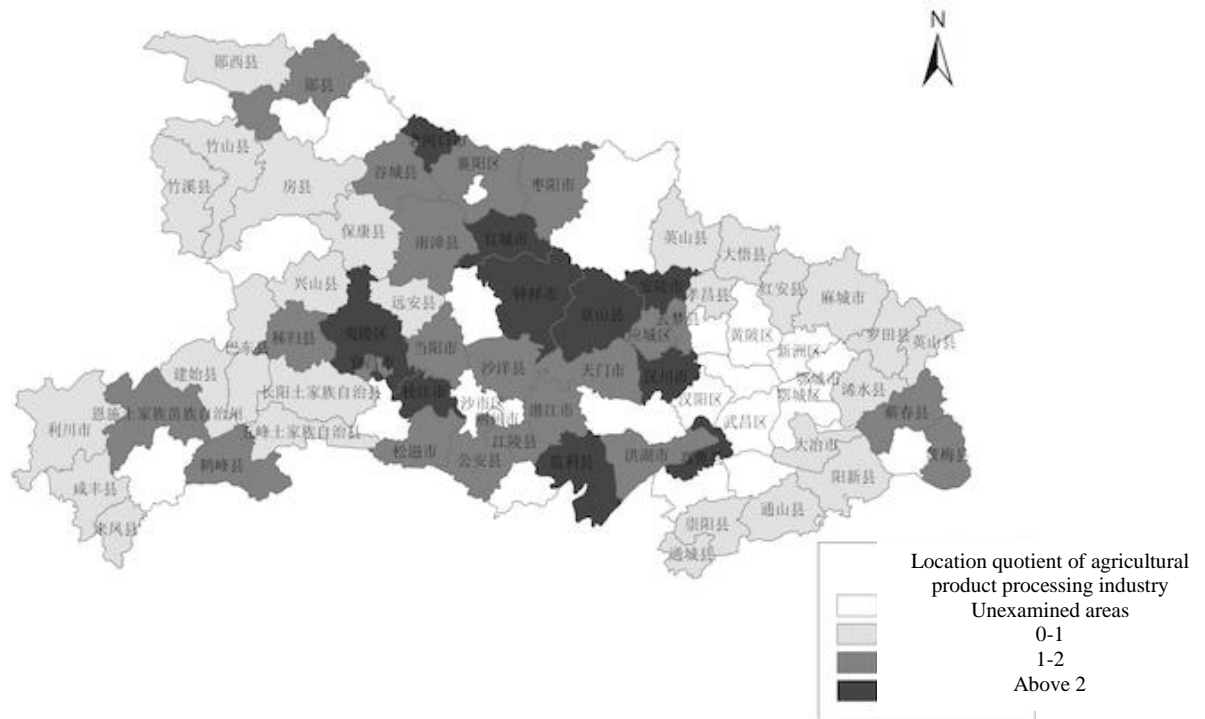 N
郧西县
郧县
竹山县
竹溪县
房县
谷城县
襄阳区
枣阳市
保康县
南漳县
宜城市
英山县
大悟县
兴山县
远安县
钟祥市
京山县
安陵市
孝昌县
红安县
麻城市
秭归县
夷陵区
当阳市
沙洋县
天门市
应城区
汉川市
黄陂区
新洲区
罗田县
英山县
巴东县
建始县
长阳土家族自治县
枝江市
沙市区
潜江市
汉阳区
武昌区
鄂城市
鄂城区
浠水县
蕲春县
黄梅县
利川市
恩施土家族苗族自治州
五峰土家族自治县
松滋市
公安县
江陵县
监利县
洪湖市
大冶市
阳新县
鹤峰县
咸丰县
来凤县
崇阳县
通山县
通城县
Location quotient of agricultural
product processing industry
Unexamined areas
0-1
1-2
Above 2